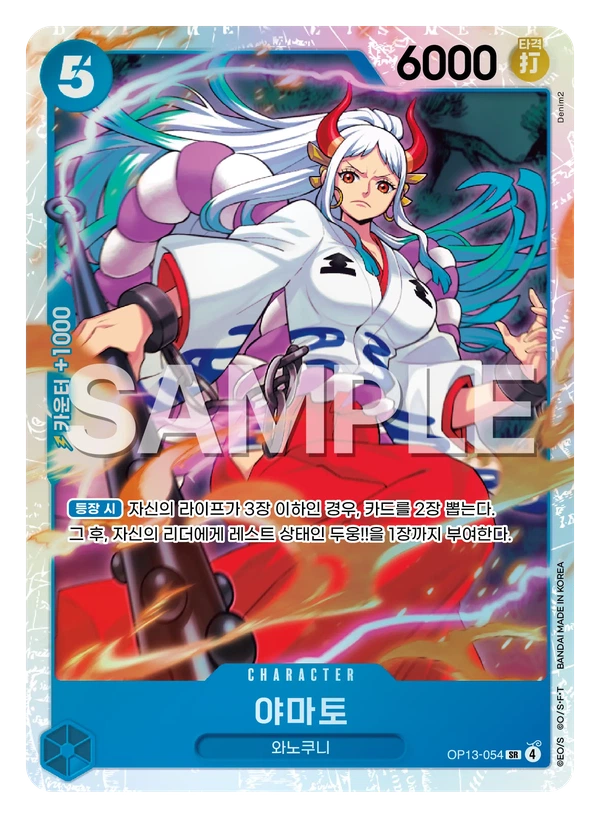 5
6000
타격
打
Denim2
카운터 +1000
SAMPLE
등장 시 자신의 라이프가 3장 이하인 경우, 카드를 2장 뽑는다.
그 후, 자신의 리더에게 레스트 상태인 두웅!!을 1장까지 부여한다.
CHARACTER
야마토
와노쿠니
OP13-054 SR 4
©E.O/S ©O/S·F·T BANDAI MADE IN KOREA